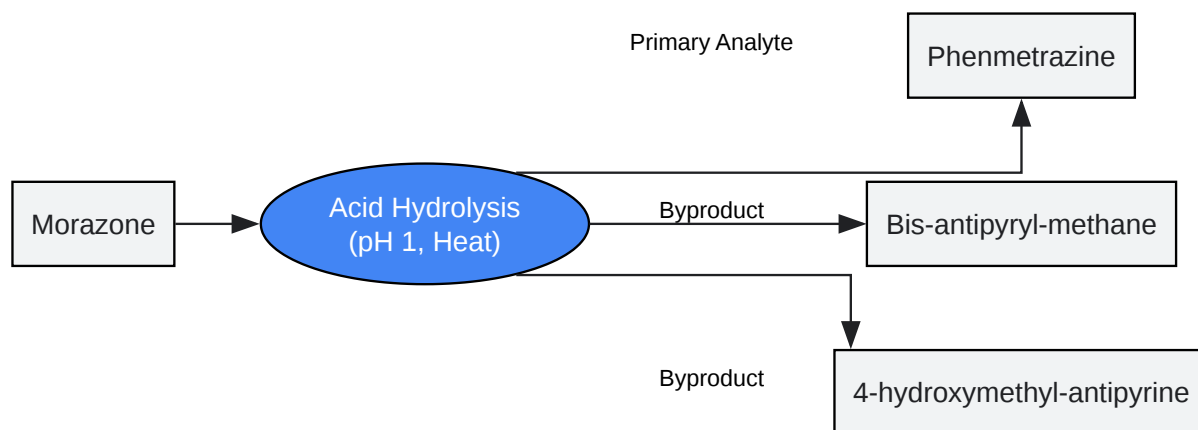 Primary Analyte
Phenmetrazine
Morazone
Acid Hydrolysis
(pH 1, Heat)
Byproduct
Bis-antipyryl-methane
Byproduct
4-hydroxymethyl-antipyrine